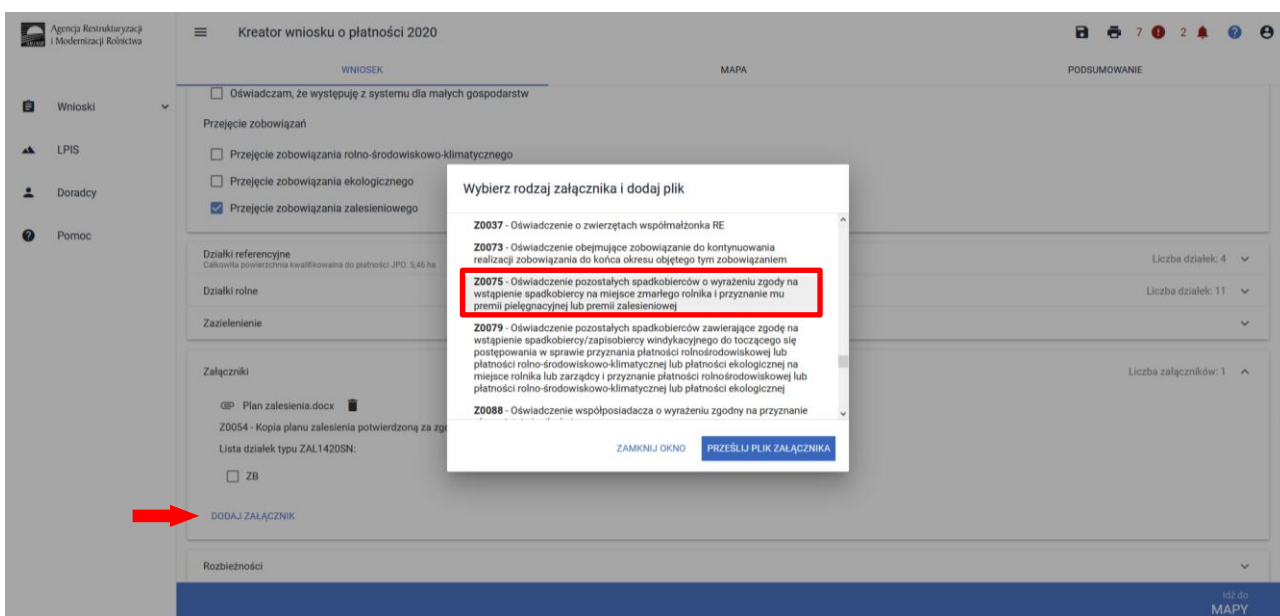 Agencja Restrukturyzacji
i Modernizacji Rolnictwa
Kreator wniosku o płatności 2020
7
2
WNIOSEK
MAPA
PODSUMOWANIE
Wnioski
LPIS
Doradcy
Pomoc
Oświadczam, że występuję z systemu dla małych gospodarstw
Przejęcie zobowiązań
Przejęcie zobowiązania rolno-środowiskowo-klimatycznego
Przejęcie zobowiązania ekologicznego
Przejęcie zobowiązania zalesieniowego
Działki referencyjne
Całkowita powierzchnia kwalifikowalna do płatności JPO: 5,46 ha
Liczba działek: 4
Działki rolne
Liczba działek: 11
Zazielenienie
Załączniki
Liczba załączników: 1
Plan zalesienia.docx
Z0054 - Kopia planu zalesienia potwierdzoną za
Lista działek typu ZAL1420SN:
ZB
DODAJ ZAŁĄCZNIK
Rozbieżności
Idź do
MAPY
Wybierz rodzaj załącznika i dodaj plik
Z0037 - Oświadczenie o zwierzętach współmałżonka RE
Z0073 - Oświadczenie obejmujące zobowiązanie do kontynuowania
realizacji zobowiązania do końca okresu objętego tym zobowiązaniem
Z0075 - Oświadczenie pozostałych spadkobierców o wyrażeniu zgody na
wstąpienie spadkobiercy na miejsce zmarłego rolnika i przyznanie mu
premii pielęgnacyjnej lub premii zalesieniowej
Z0079 - Oświadczenie pozostałych spadkobierców zawierające zgodę na
wstąpienie spadkobiercy/zapisobiercy windykacyjnego do toczącego się
postępowania w sprawie przyznania płatności rolnośrodowiskowej lub
płatności rolno-środowiskowo-klimatycznej lub płatności ekologicznej na
miejsce rolnika lub zarządcy i przyznanie płatności rolnośrodowiskowej lub
płatności rolno-środowiskowo-klimatycznej lub płatności ekologicznej
Z0088 - Oświadczenie współposiadacza o wyrażeniu zgodny na przyznanie
ZAMKNIJ OKNO
PRZEŚLIJ PLIK ZAŁĄCZNIKA